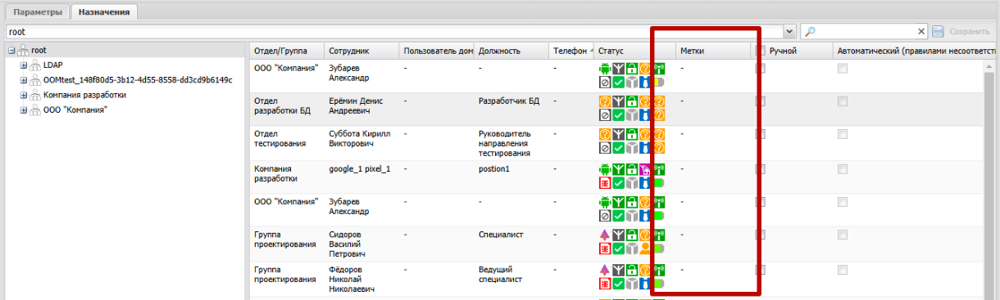 Параметры Назначения
root Сохранить
root
LDAP
OOMtest_148f80d5-3b12-4d55-8558-dd3cd9b6149c
Компания разработки
ООО "Компания"
Отдел/Группа Сотрудник Пользователь дом Должность Телефон Статус Метки Ручной Автоматический (правилами несоответст
ООО "Компания" Зубарев - - - -
Александр
Отдел Ерёмин Денис - Разработчик БД - -
разработки БД Андреевич
Отдел Суббота Кирилл - Руководитель - -
тестирования Викторович направления
тестирования
Компания google_1 pixel_1 - postion1 - -
разработки
ООО "Компания" Зубарев - - - -
Александр
Группа Сидоров - Специалист - -
проектирования Василий
Петрович
Группа Фёдоров - Ведущий - -
проектирования Николай специалист
Николаевич